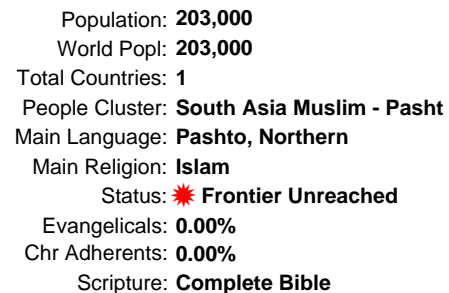 Population: 203,000
World Popl: 203,000
Total Countries: 1
People Cluster: South Asia Muslim - Pasht
Main Language: Pashto, Northern
Main Religion: Islam
Status: Frontier Unreached
Evangelicals: 0.00%
Chr Adherents: 0.00%
Scripture: Complete Bible